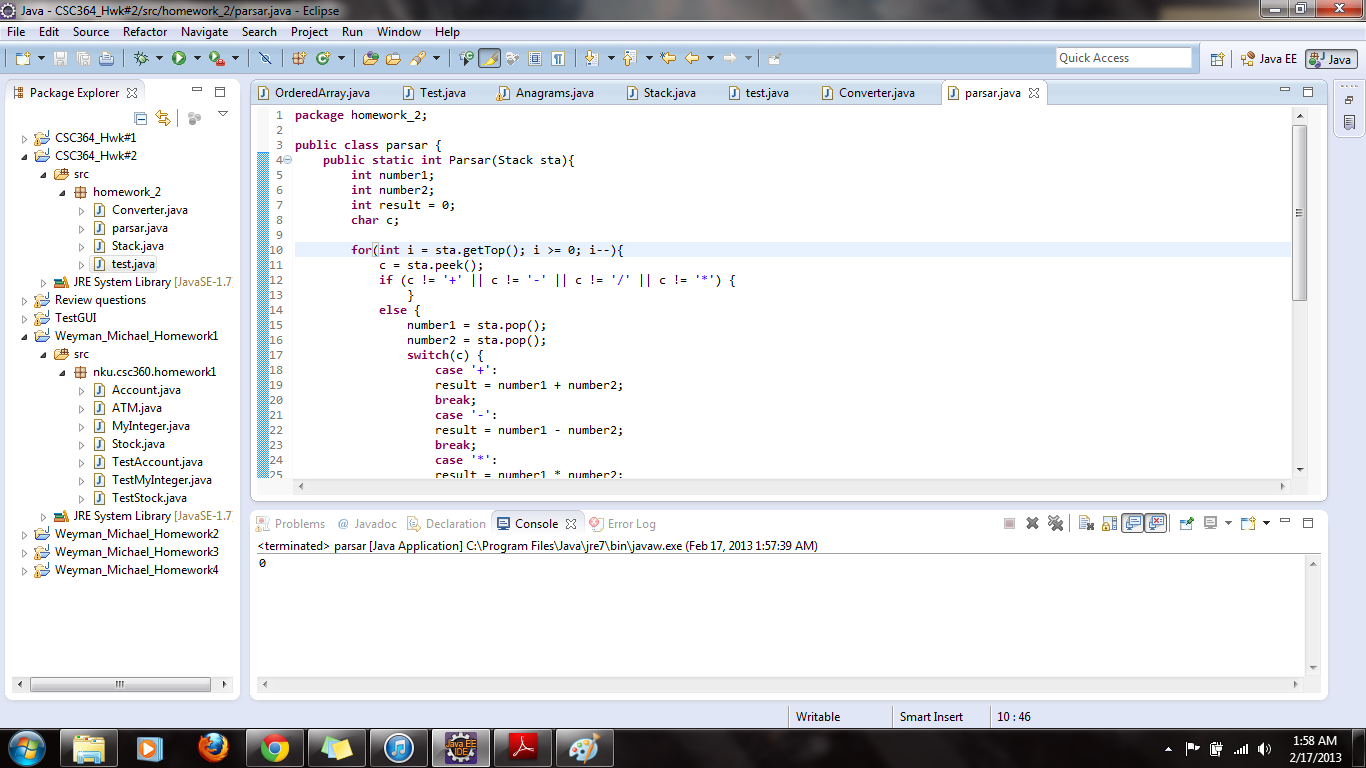 Java - CSC364_Hwk#2/src/homework_2/parsar.java - Eclipse
File Edit Source Refactor Navigate Search Project Run Window Help
Quick Access Java EE Java
Package Explorer
CSC364_Hwk#1
CSC364_Hwk#2
src
homework_2
Converter.java
parsar.java
Stack.java
test.java
JRE System Library [JavaSE-1.7
Review questions
TestGUI
Weyman_Michael_Homework1
src
nku.csc360.homework1
Account.java
ATM.java
MyInteger.java
Stock.java
TestAccount.java
TestMyInteger.java
TestStock.java
JRE System Library [JavaSE-1.7
Weyman_Michael_Homework2
Weyman_Michael_Homework3
Weyman_Michael_Homework4
OrderedArray.java Test.java Anagrams.java Stack.java test.java Converter.java parsar.java
1 package homework_2;
2
3 public class parsar {
4 public static int Parsar(Stack sta){
5 int number1;
6 int number2;
7 int result = 0;
8 char c;
9
10 for(int i = sta.getTop(); i >= 0; i--){
11 c = sta.peek();
12 if (c != '+' || c != '-' || c != '/' || c != '*') {
13 }
14 else {
15 number1 = sta.pop();
16 number2 = sta.pop();
17 switch(c) {
18 case '+':
19 result = number1 + number2;
20 break;
21 case '-':
22 result = number1 - number2;
23 break;
24 case '*':
25 result = number1 * number2;
Problems @ Javadoc Declaration Console Error Log
<terminated> parsar [Java Application] C:\Program Files\Java\jre7\bin\javaw.exe (Feb 17, 2013 1:57:39 AM)
0
Writable Smart Insert 10 : 46
Java EE
IDE
1:58 AM
2/17/2013